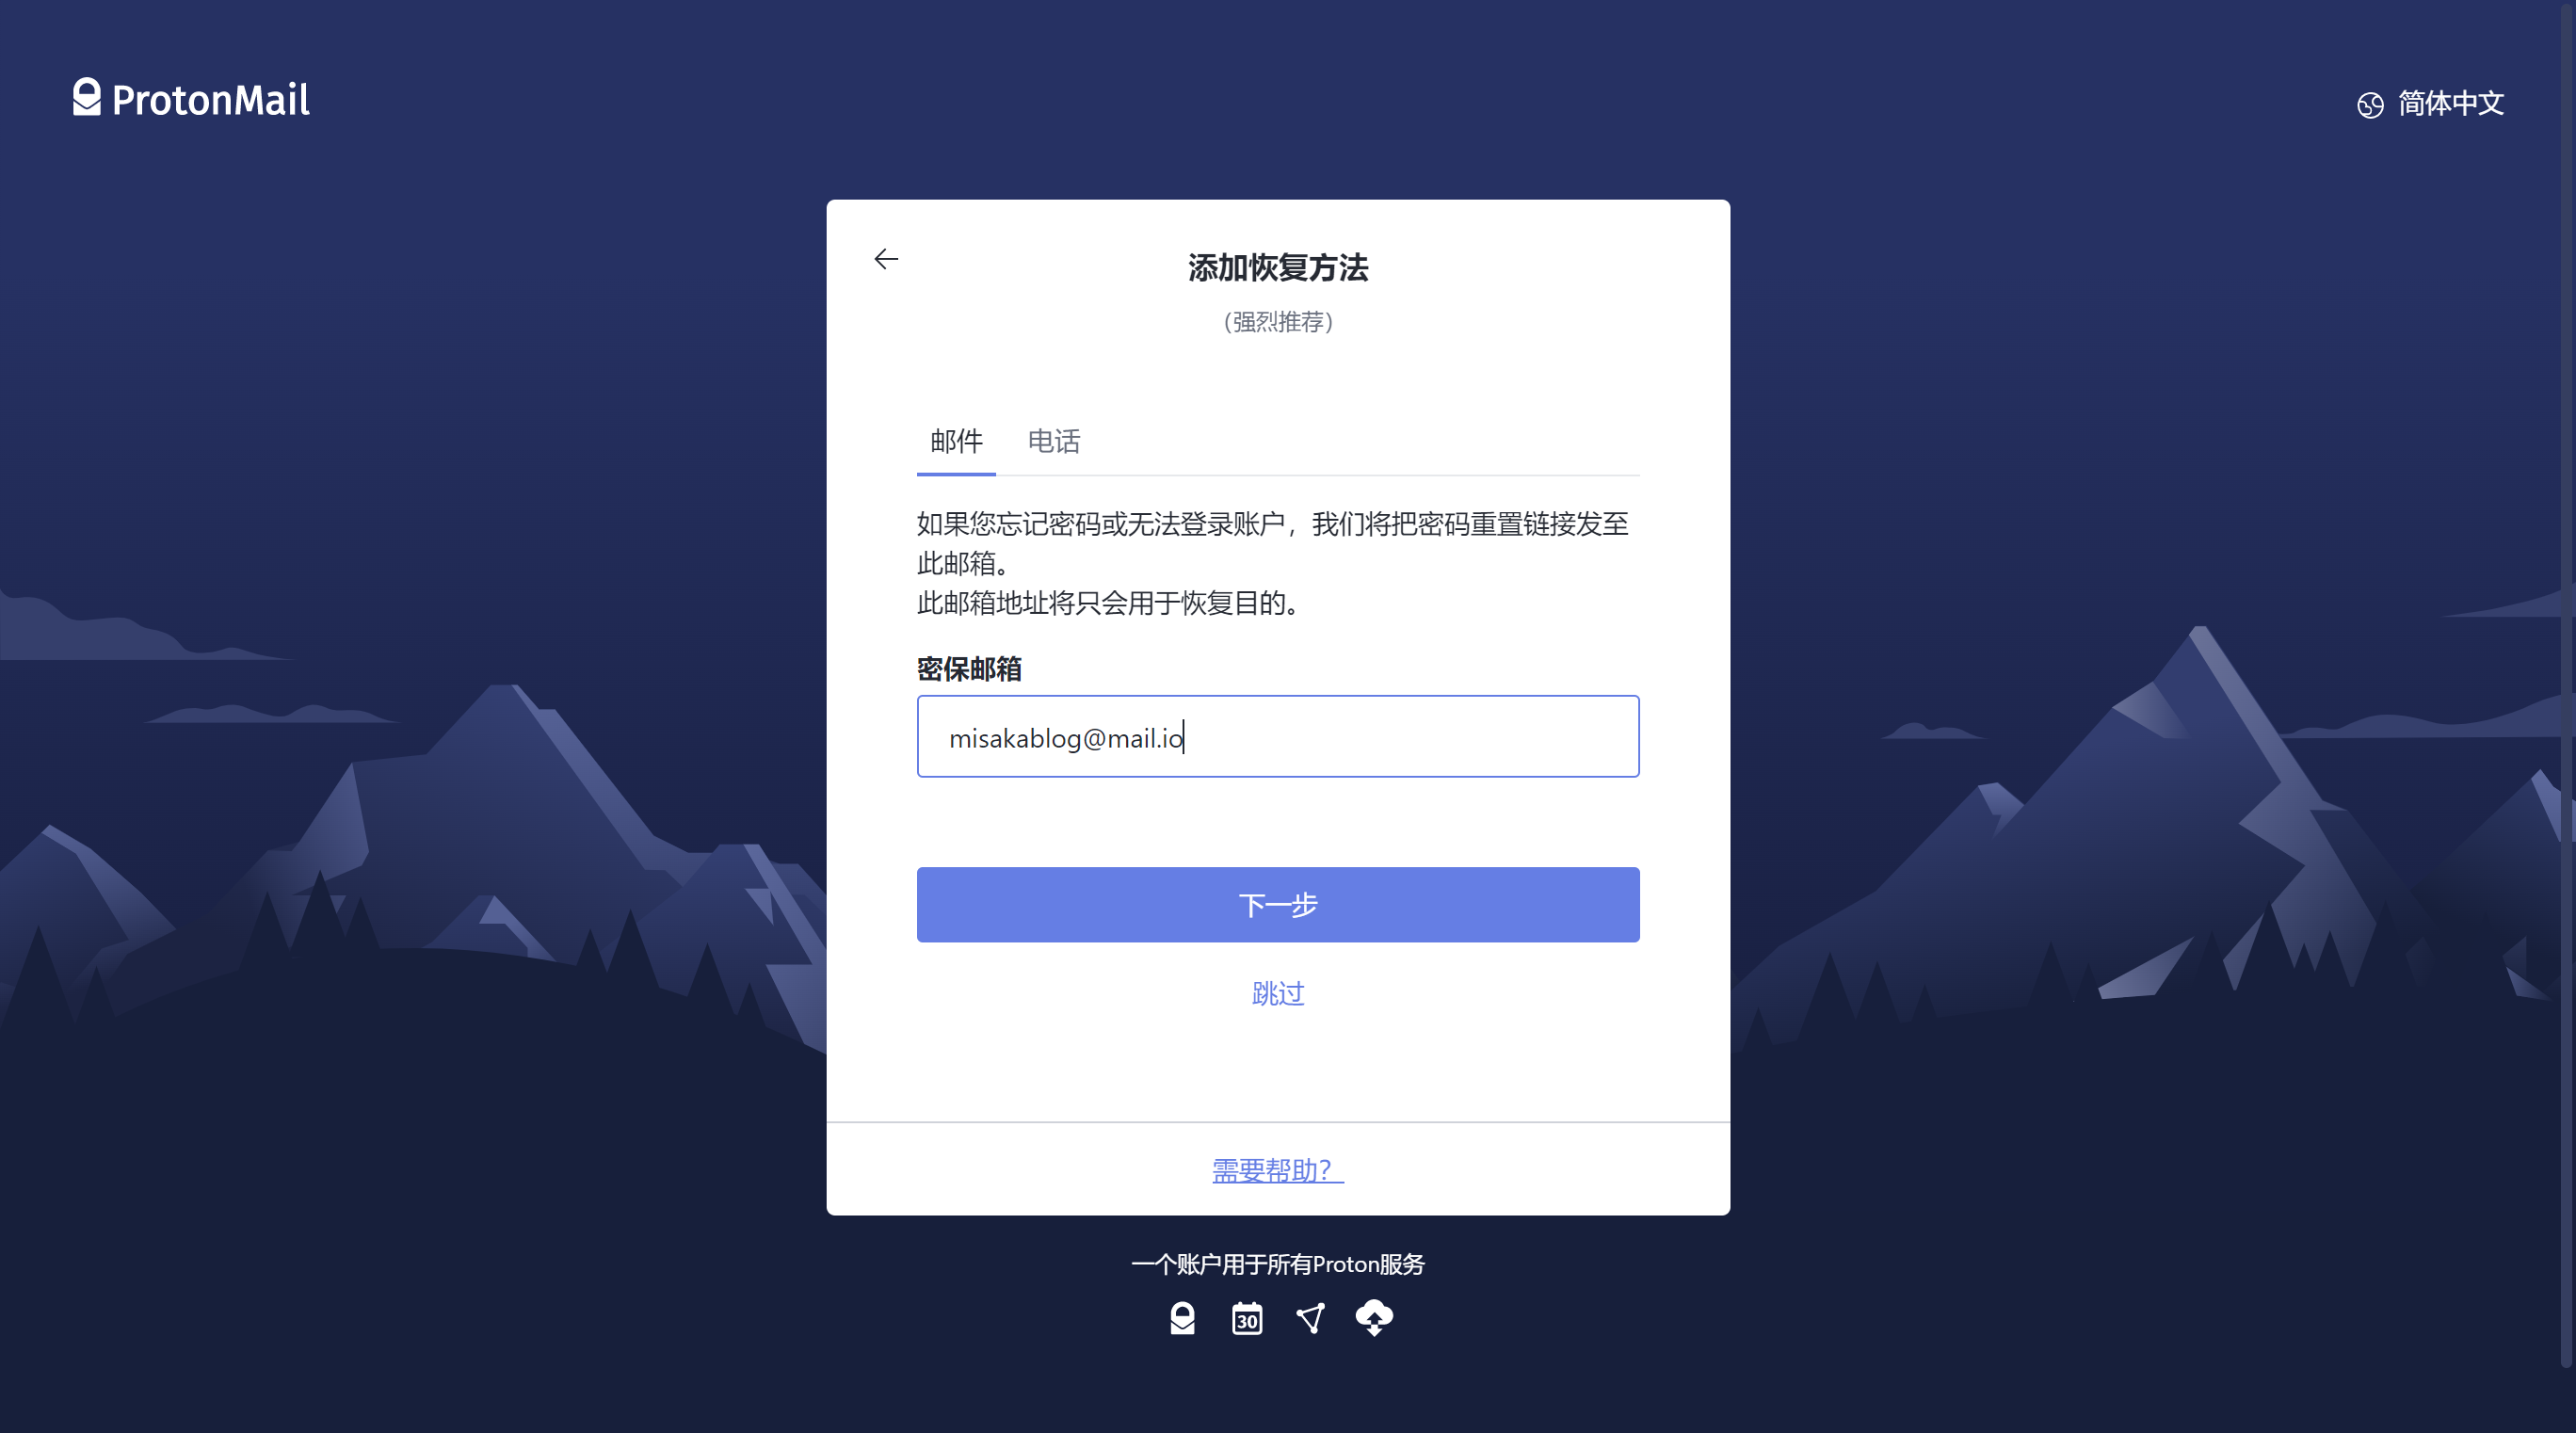 ProtonMail
简体中文
添加恢复方法
（强烈推荐）
邮件
电话
如果您忘记密码或无法登录账户，我们将把密码重置链接发至
此邮箱。
此邮箱地址将只会用于恢复目的。
密保邮箱
misakablog@mail.io
下一步
跳过
需要帮助？
一个账户用于所有Proton服务
30